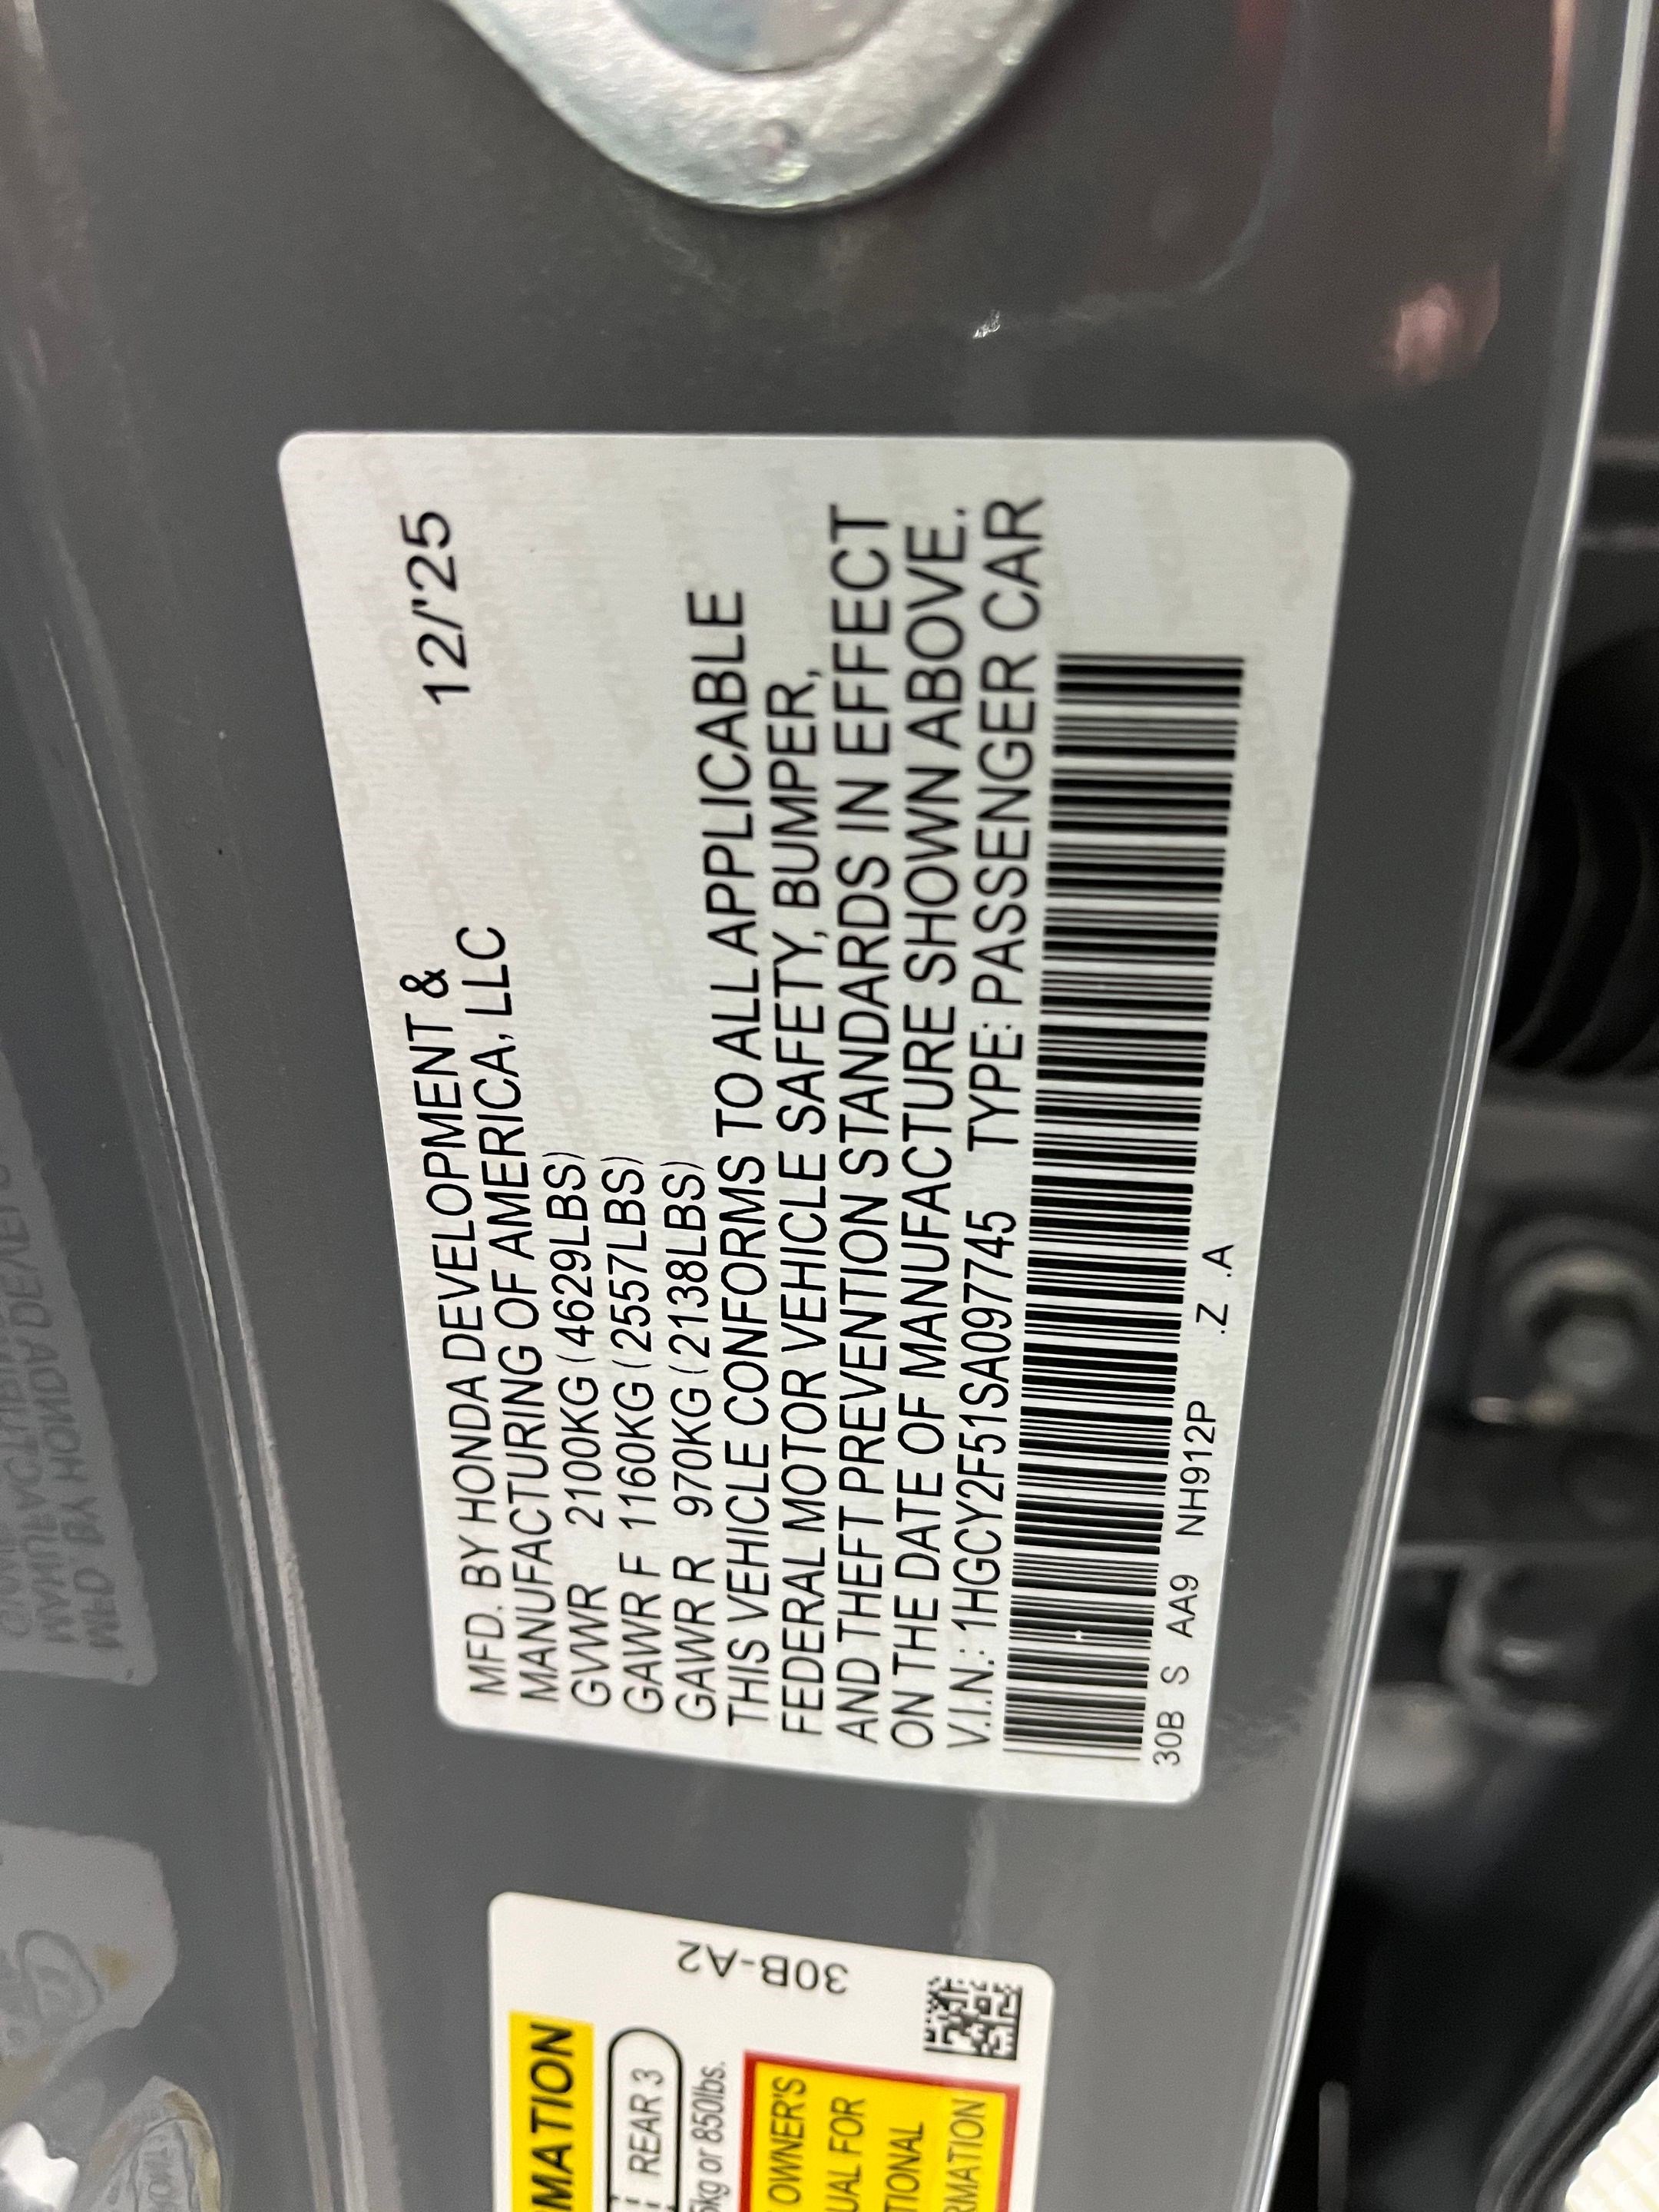 MFD. BY HONDA DEVELOPMENT & 12/'25
MANUFACTURING OF AMERICA, LLC
GVWR 2100KG (4629LBS)
GAWR F 1160KG (2557LBS)
GAWR R 970KG (2138LBS)
THIS VEHICLE CONFORMS TO ALL APPLICABLE
FEDERAL MOTOR VEHICLE SAFETY, BUMPER,
AND THEFT PREVENTION STANDARDS IN EFFECT
ON THE DATE OF MANUFACTURE SHOWN ABOVE.
V.I.N.: 1HGCY2F51SA097745 TYPE: PASSENGER CAR
30B S AA9 NH912P .Z .A
30B-A2
MATION
REAR 3
5kg or 850lbs.
OWNER'S
UAL FOR
TIONAL
RMATION